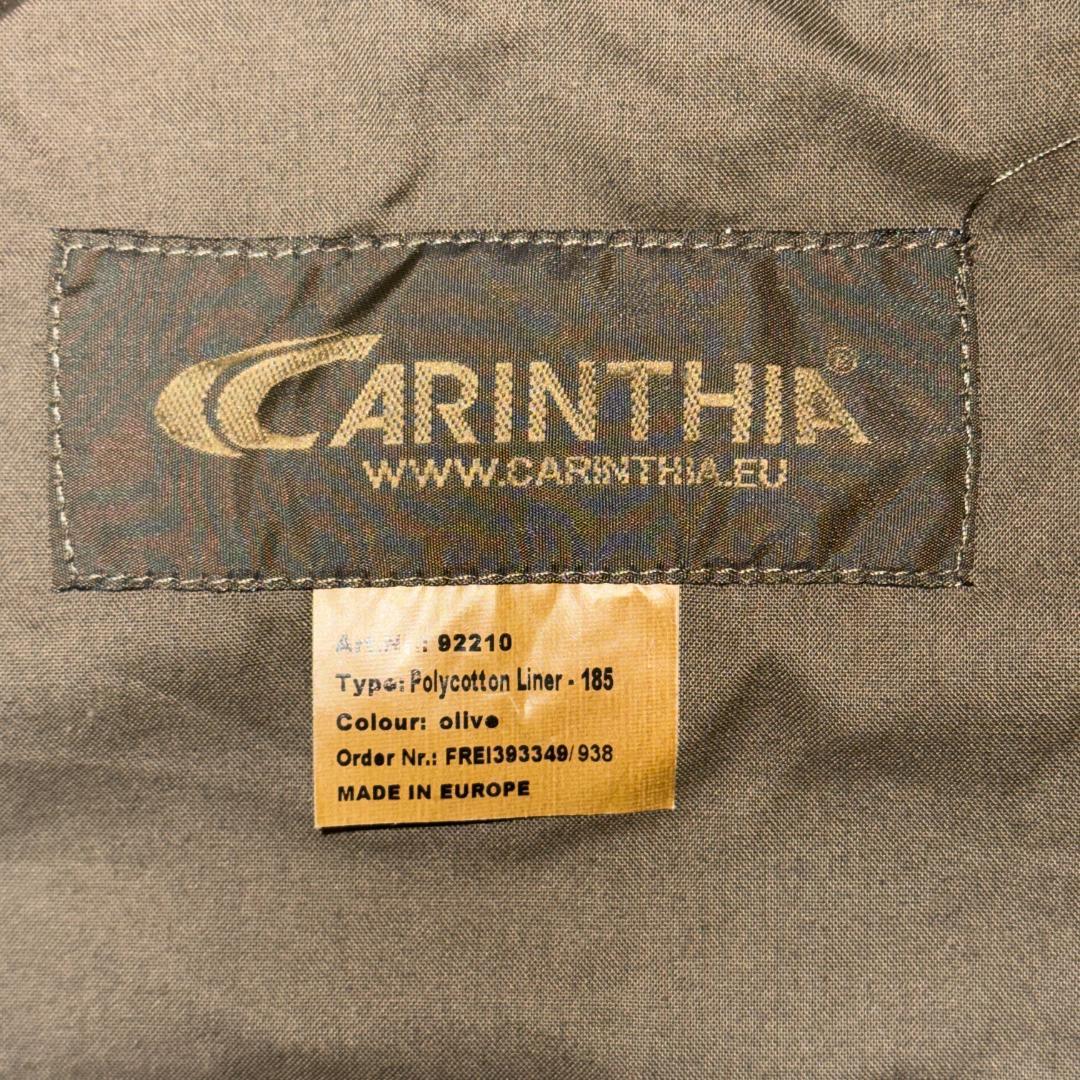 CARINTHIA®
WWW.CARINTHIA.EU
Art.Nr.: 92210
Type: Polycotton Liner - 185
Colour: olive
Order Nr.: FREI393349/938
MADE IN EUROPE